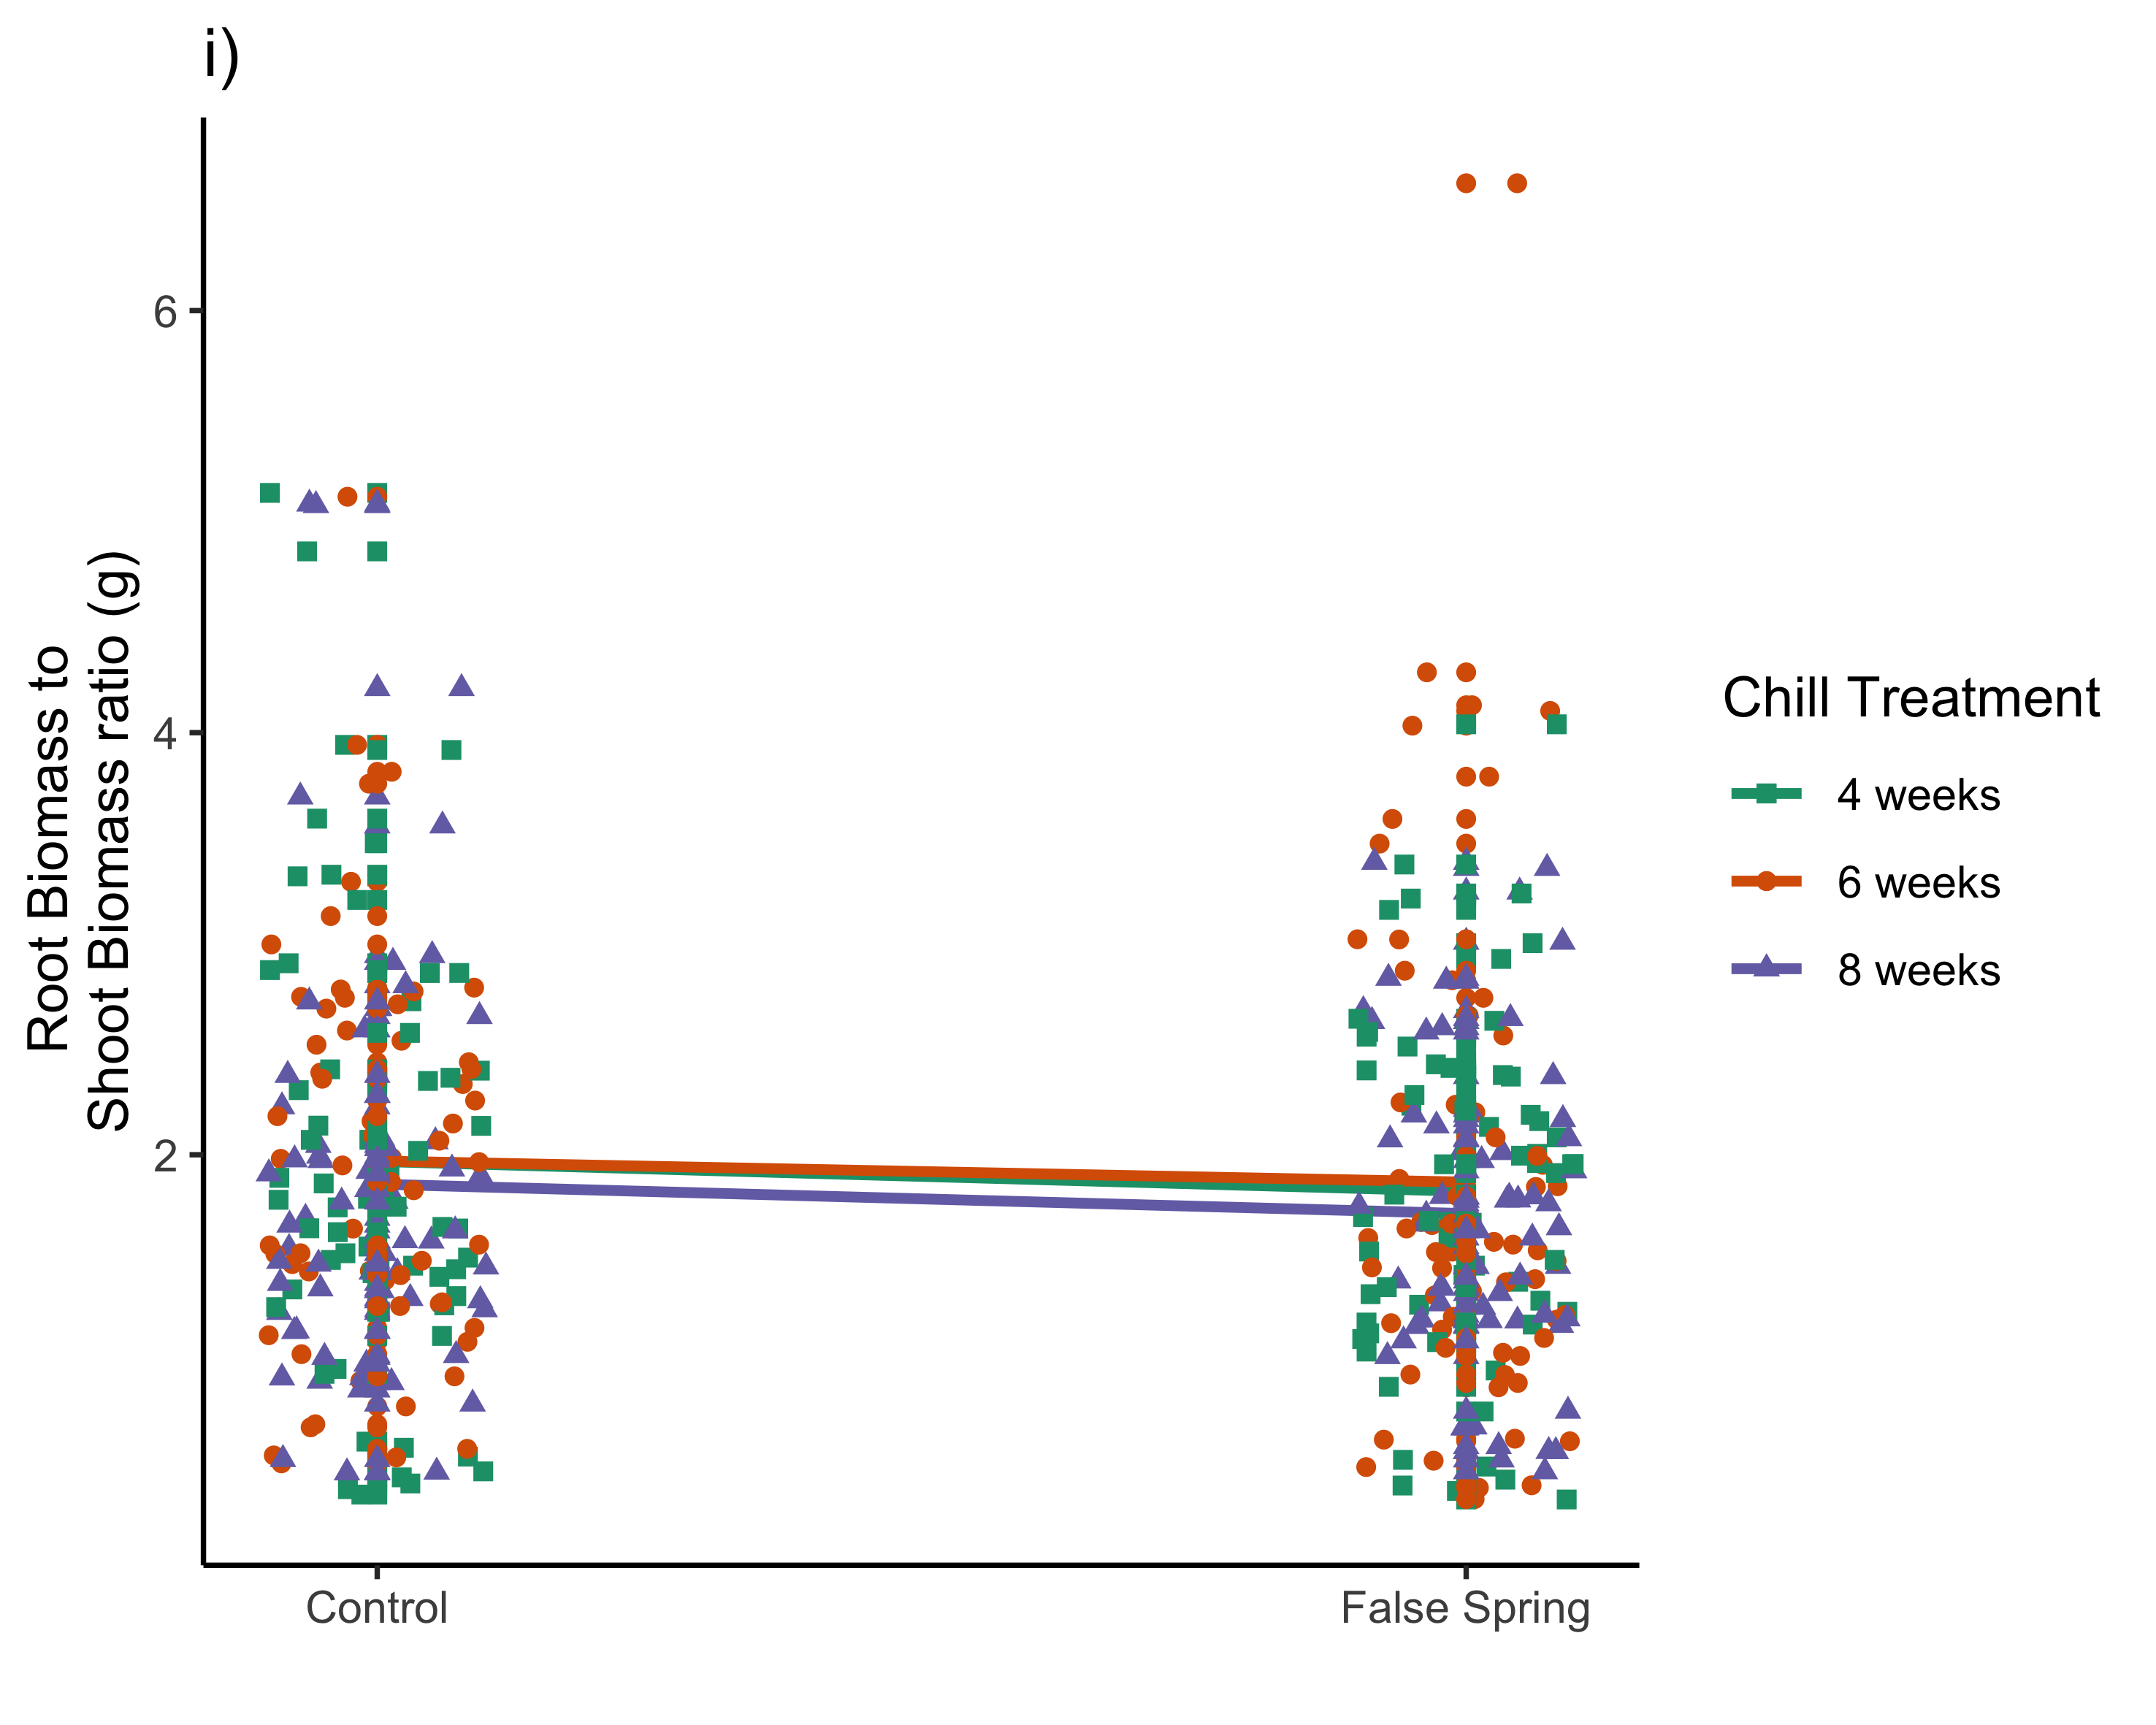 i)
Root Biomass to
Shoot Biomass ratio (g)
6
4
2
Control
False Spring
Chill Treatment
4 weeks
6 weeks
8 weeks